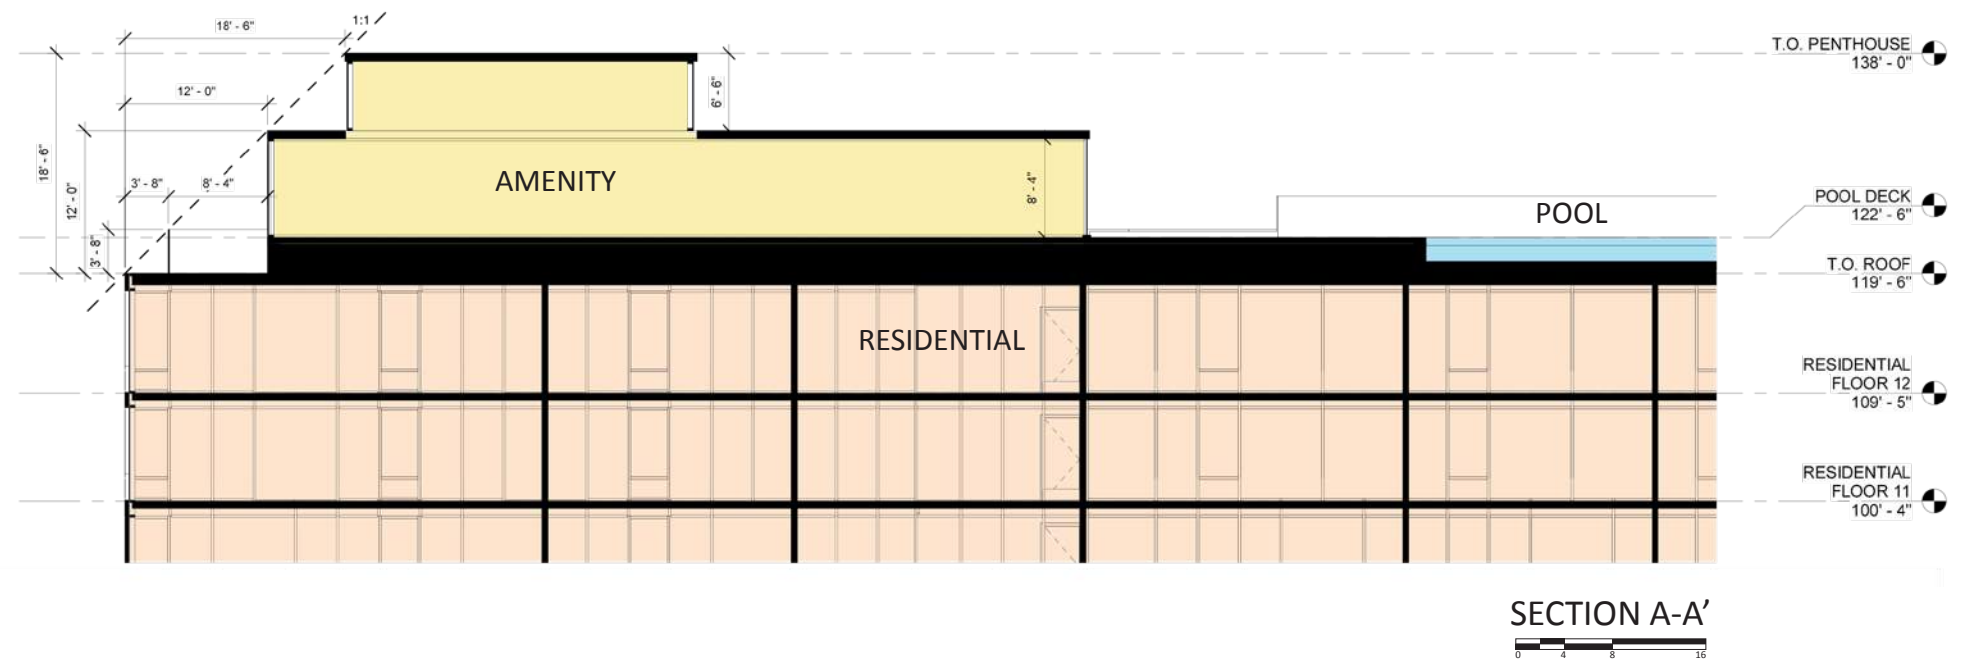 18' - 6"
1:1
T.O. PENTHOUSE
138' - 0"
12' - 0"
6' - 6"
18' - 6"
12' - 0"
3' - 8"
8' - 4"
AMENITY
8' - 4"
POOL DECK
122' - 6"
POOL
3' - 8"
T.O. ROOF
119' - 6"
RESIDENTIAL
RESIDENTIAL
FLOOR 12
109' - 5"
RESIDENTIAL
FLOOR 11
100' - 4"
SECTION A-A’
0 4 8 16